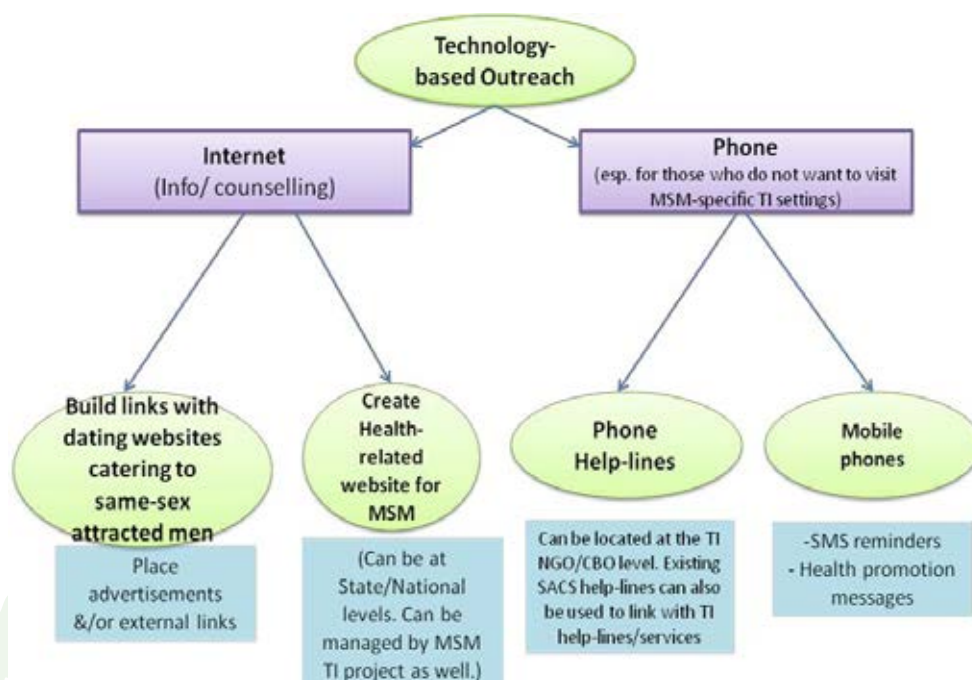 Technology-
based Outreach
Internet
(Info/ counselling)
Phone
(esp. for those who do not want to visit
MSM-specific TI settings)
Build links with
dating websites
catering to
same-sex
attracted men
Place
advertisements
&/or external links
Create
Health-
related
website for
MSM
(Can be at
State/National
levels. Can be
managed by MSM
TI project as well.)
Phone
Help-lines
Can be located at the TI
NGO/CBO level. Existing
SACS help-lines can also
be used to link with TI
help-lines/services
Mobile
phones
-SMS reminders
- Health promotion
messages